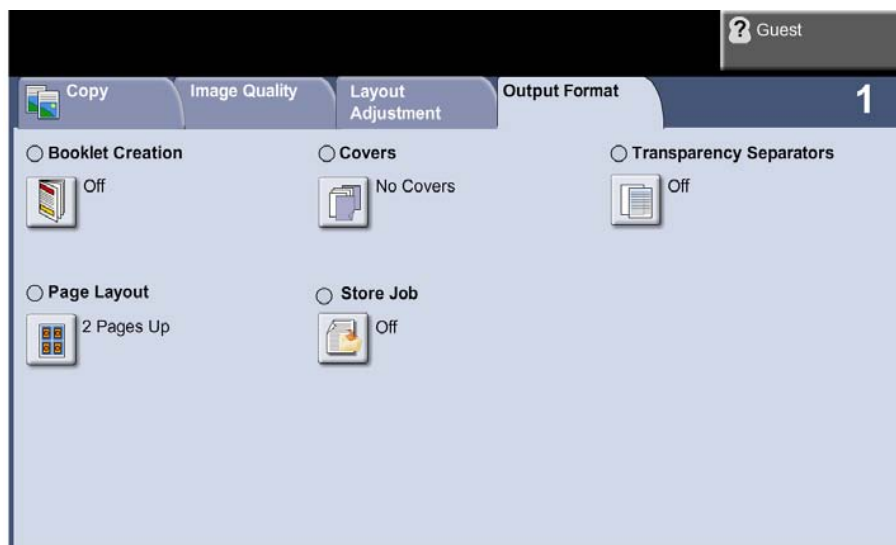 ? Guest
Copy
Image Quality
Layout
Adjustment
Output Format
1
Booklet Creation
Off
Covers
No Covers
Transparency Separators
Off
Page Layout
2 Pages Up
Store Job
Off